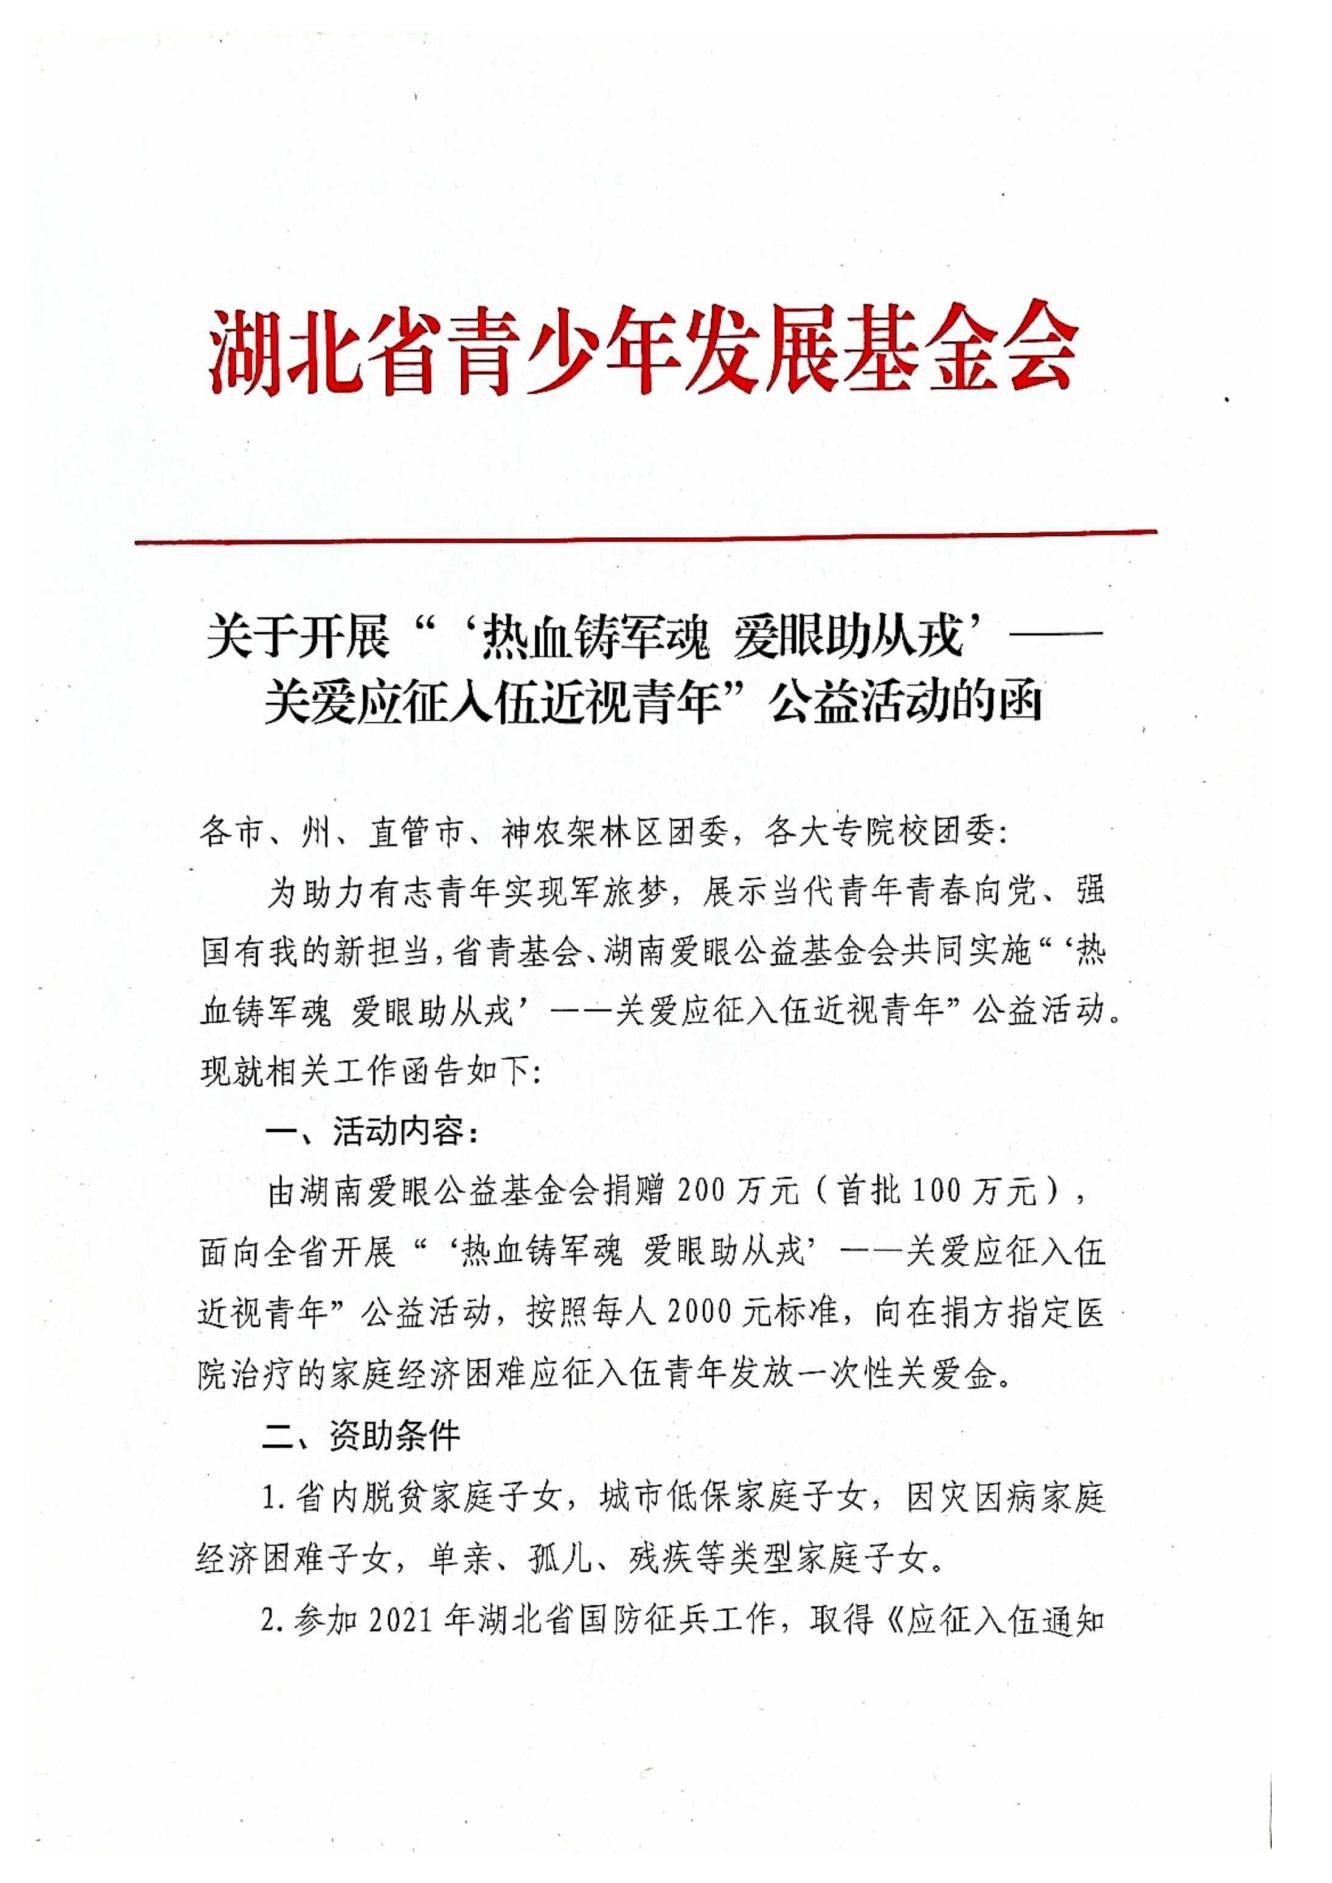 湖北省青少年发展基金会
关于开展“‘热血铸军魂 爱眼助从戎’——
关爱应征入伍近视青年”公益活动的函
各市、州、直管市、神农架林区团委，各大专院校团委：
为助力有志青年实现军旅梦，展示当代青年青春向党、强
国有我的新担当，省青基会、湖南爱眼公益基金会共同实施“‘热
血铸军魂 爱眼助从戎’——关爱应征入伍近视青年”公益活动。
现就相关工作函告如下：
一、活动内容：
由湖南爱眼公益基金会捐赠 200 万元（首批 100 万元），
面向全省开展“‘热血铸军魂 爱眼助从戎’——关爱应征入伍
近视青年”公益活动，按照每人 2000 元标准，向在捐方指定医
院治疗的家庭经济困难应征入伍青年发放一次性关爱金。
二、资助条件
1. 省内脱贫家庭子女，城市低保家庭子女，因灾因病家庭
经济困难子女，单亲、孤儿、残疾等类型家庭子女。
2. 参加 2021 年湖北省国防征兵工作，取得《应征入伍通知